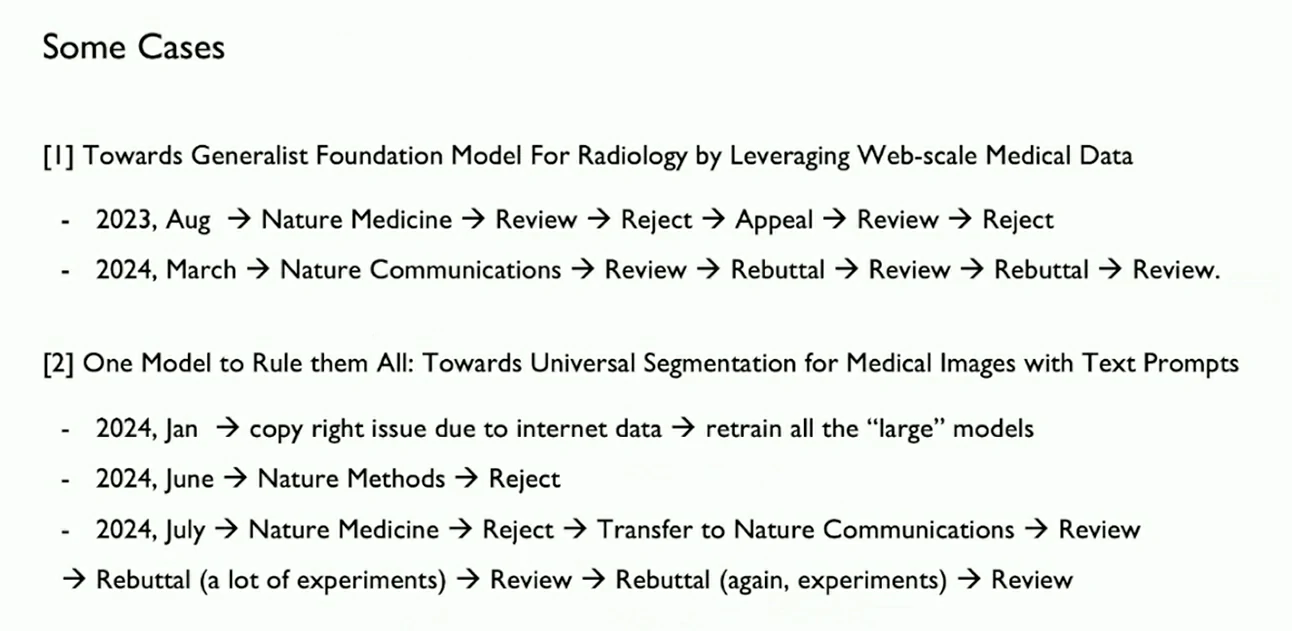 Some Cases
[1] Towards Generalist Foundation Model For Radiology by Leveraging Web-scale Medical Data
- 2023, Aug → Nature Medicine → Review → Reject → Appeal → Review → Reject
- 2024, March → Nature Communications → Review → Rebuttal → Review → Rebuttal → Review.
[2] One Model to Rule them All: Towards Universal Segmentation for Medical Images with Text Prompts
- 2024, Jan → copy right issue due to internet data → retrain all the “large” models
- 2024, June → Nature Methods → Reject
- 2024, July → Nature Medicine → Reject → Transfer to Nature Communications → Review
→ Rebuttal (a lot of experiments) → Review → Rebuttal (again, experiments) → Review